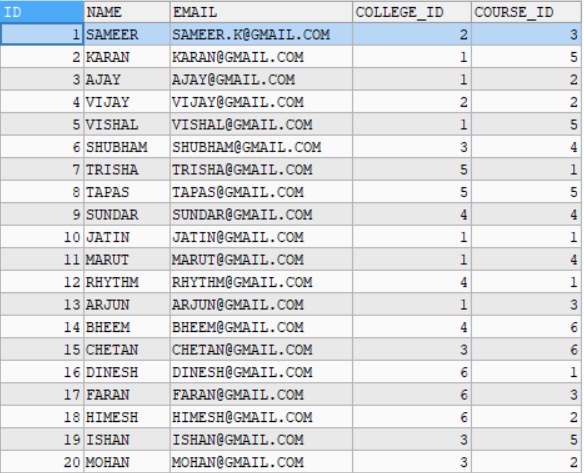 ID NAME EMAIL COLLEGE_ID COURSE_ID
1 SAMEER SAMEER.K@GMAIL.COM 2 3
2 KARAN KARAN@GMAIL.COM 1 5
3 AJAY AJAY@GMAIL.COM 1 2
4 VIJAY VIJAY@GMAIL.COM 2 2
5 VISHAL VISHAL@GMAIL.COM 1 5
6 SHUBHAM SHUBHAM@GMAIL.COM 3 4
7 TRISHA TRISHA@GMAIL.COM 5 1
8 TAPAS TAPAS@GMAIL.COM 5 5
9 SUNDAR SUNDAR@GMAIL.COM 4 4
10 JATIN JATIN@GMAIL.COM 1 1
11 MARUT MARUT@GMAIL.COM 1 4
12 RHYTHM RHYTHM@GMAIL.COM 4 1
13 ARJUN ARJUN@GMAIL.COM 1 3
14 BHEEM BHEEM@GMAIL.COM 4 6
15 CHETAN CHETAN@GMAIL.COM 3 6
16 DINESH DINESH@GMAIL.COM 6 1
17 FARAN FARAN@GMAIL.COM 6 3
18 HIMESH HIMESH@GMAIL.COM 6 2
19 ISHAN ISHAN@GMAIL.COM 3 5
20 MOHAN MOHAN@GMAIL.COM 3 2